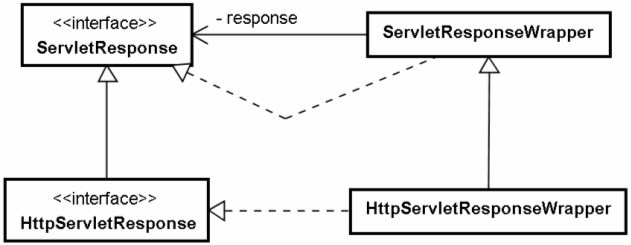 <<interface>>
ServletResponse
- response
ServletResponseWrapper
<<interface>>
HttpServletResponse
HttpServletResponseWrapper